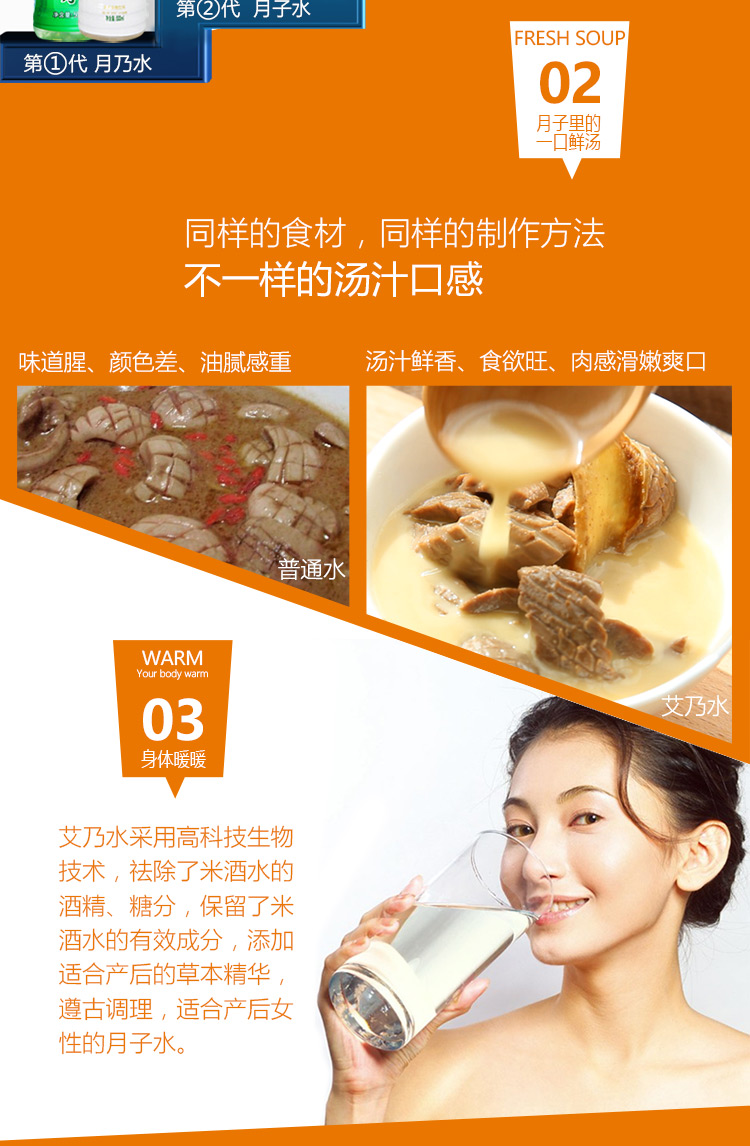 第②代 月子水
第①代 月乃水
FRESH SOUP
02
月子里的
一口鲜汤
同样的食材，同样的制作方法
不一样的汤汁口感
味道腥、颜色差、油腻感重
汤汁鲜香、食欲旺、肉感滑嫩爽口
普通水
艾乃水
WARM
Your body warm
03
身体暖暖
艾乃水采用高科技生物
技术，祛除了米酒水的
酒精、糖分，保留了米
酒水的有效成分，添加
适合产后的草本精华，
遵古调理，适合产后女
性的月子水。